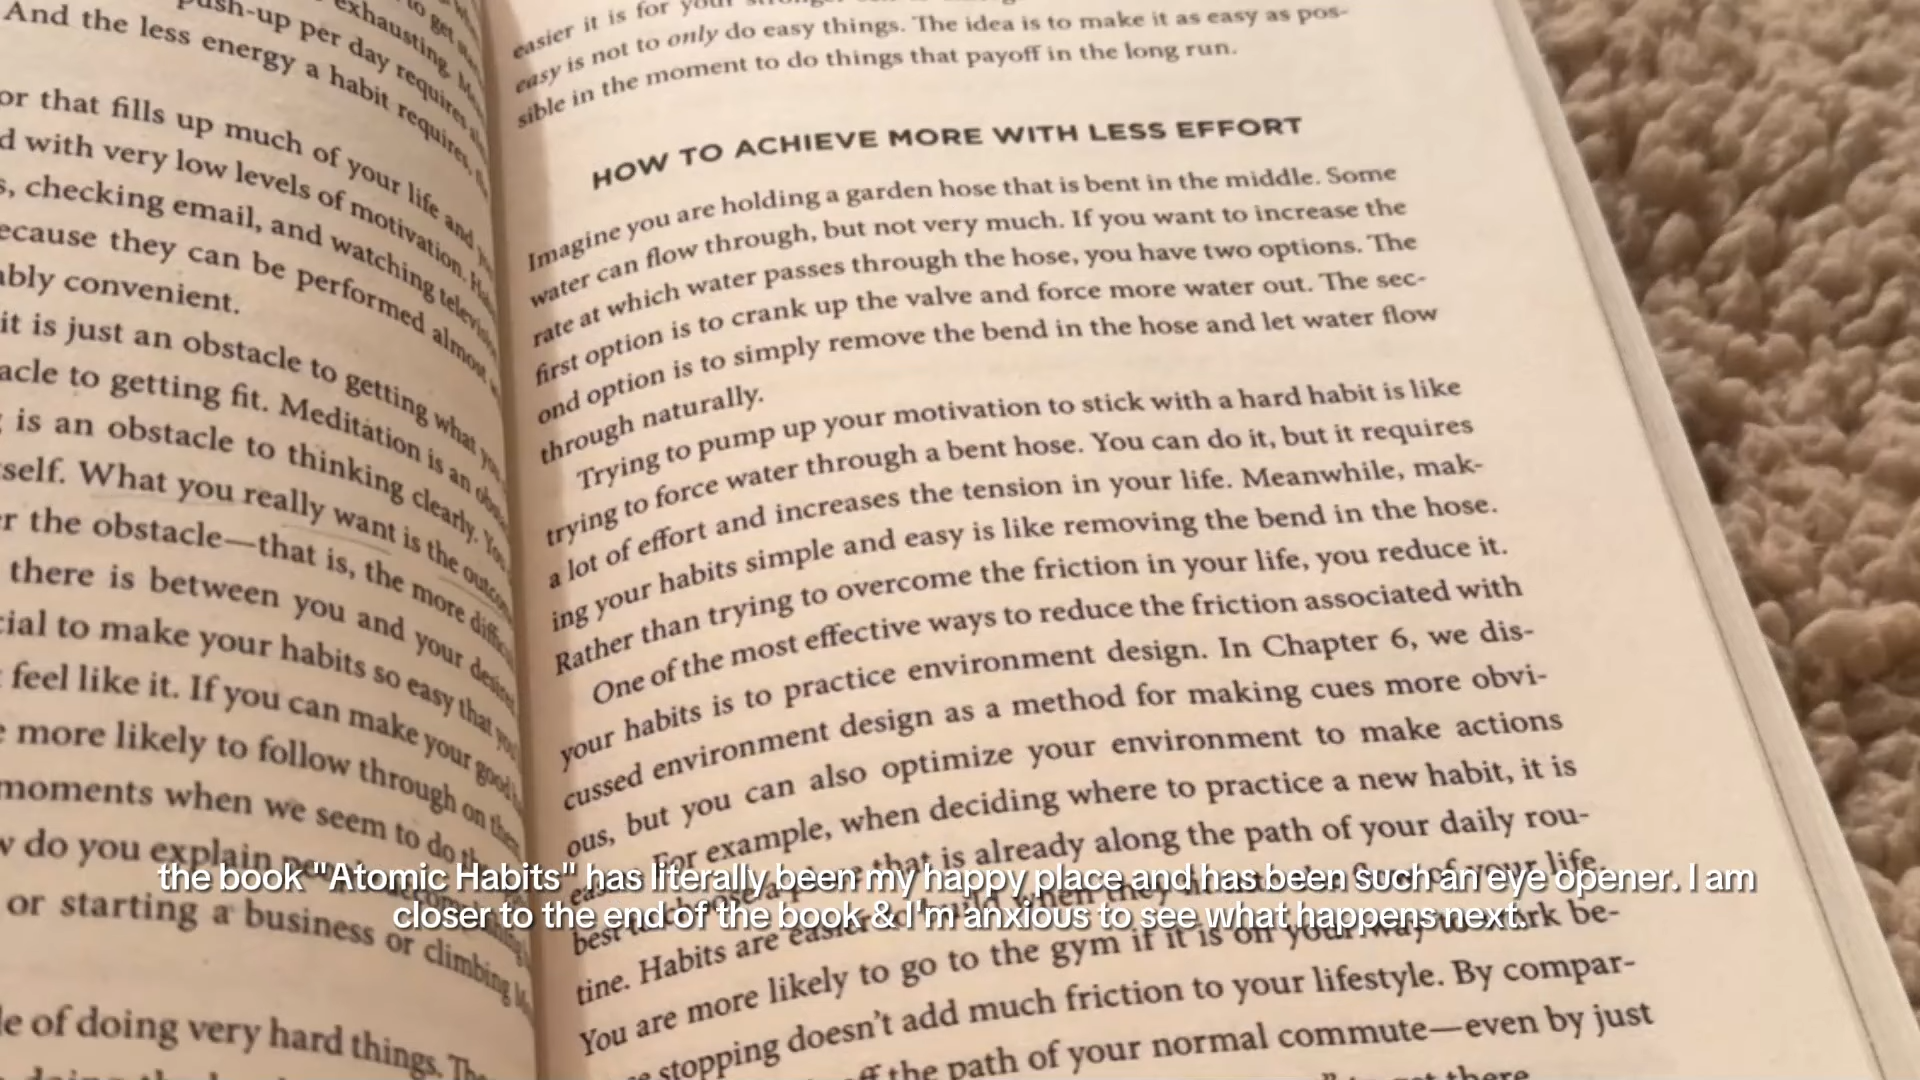 to get
exhausting.
push-up per day requires
And the less energy a habit requires,
or that fills up much of your life and
d with very low levels of motivation.
s, checking email, and watching
ecause they can be performed almost
ably convenient.
it is just an obstacle to getting what you
acle to getting fit. Meditation is an
g is an obstacle to thinking clearly. You
rself. What you really want is the
r the obstacle—that is, the more
there is between you and your
cial to make your habits so easy that
feel like it. If you can make your good
e more likely to follow through on
moments when we seem to do
w do you explain
or starting a business or climbing
le of doing very hard things.
easier it is for your
easy is not to only do easy things. The idea is to make it as easy as pos-
sible in the moment to do things that payoff in the long run.
HOW TO ACHIEVE MORE WITH LESS EFFORT
Imagine you are holding a garden hose that is bent in the middle. Some
water can flow through, but not very much. If you want to increase the
rate at which water passes through the hose, you have two options. The
first option is to crank up the valve and force more water out. The sec-
ond option is to simply remove the bend in the hose and let water flow
through naturally.
Trying to pump up your motivation to stick with a hard habit is like
trying to force water through a bent hose. You can do it, but it requires
a lot of effort and increases the tension in your life. Meanwhile, mak-
ing your habits simple and easy is like removing the bend in the hose.
Rather than trying to overcome the friction in your life, you reduce it.
One of the most effective ways to reduce the friction associated with
your habits is to practice environment design. In Chapter 6, we dis-
cussed environment design as a method for making cues more obvi-
ous, but you can also optimize your environment to make actions
For example, when deciding where to practice a new habit, it is
best that is already along the path of your daily rou-
tine. Habits are easier when they of your life.
You are more likely to go to the gym if it is on your way to work be-
stopping doesn't add much friction to your lifestyle. By compar-
off the path of your normal commute—even by just
there
the book "Atomic Habits" has literally been my happy place and has been such an eye opener. I am
closer to the end of the book & I'm anxious to see what happens next.